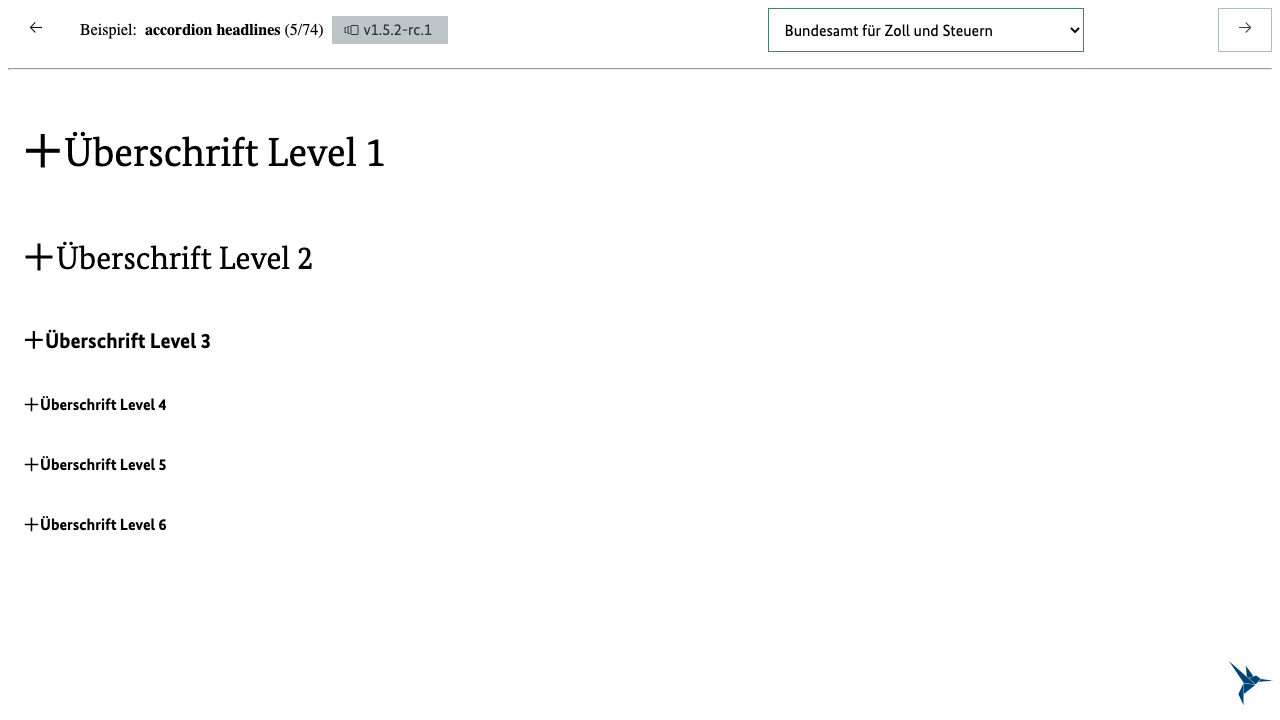 Beispiel: accordion headlines (5/74) v1.5.2-rc.1 Bundesamt für Zoll und Steuern
Überschrift Level 1
Überschrift Level 2
Überschrift Level 3
Überschrift Level 4
Überschrift Level 5
Überschrift Level 6